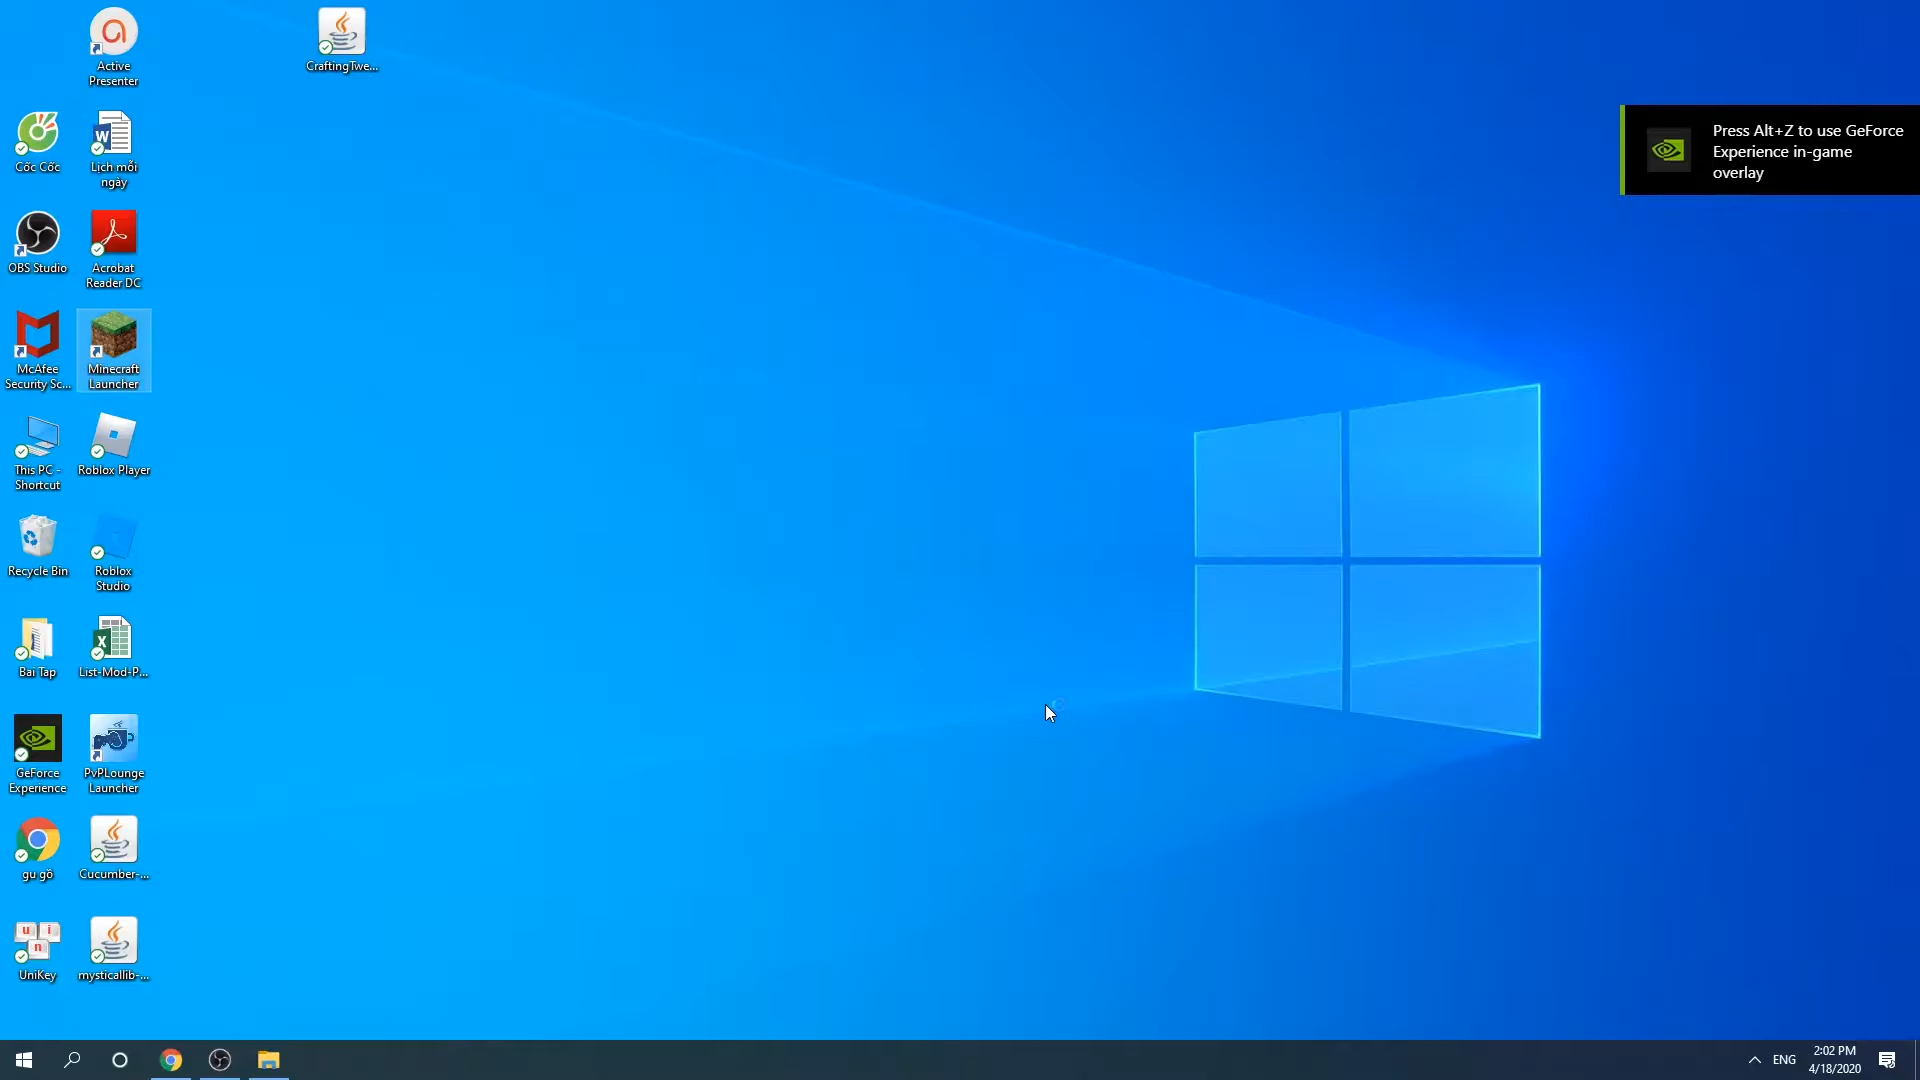 Active
Presenter
CraftingTwe...
Cốc Cốc
Lịch mỗi
ngày
OBS Studio
Acrobat
Reader DC
McAfee
Security Sc...
Minecraft
Launcher
This PC -
Shortcut
Roblox Player
Recycle Bin
Roblox
Studio
Bai Tap
List-Mod-P...
GeForce
Experience
PvPLounge
Launcher
gu gô
Cucumber-...
UniKey
mysticallib-...
Press Alt+Z to use GeForce
Experience in-game
overlay
ENG
2:02 PM
4/18/2020